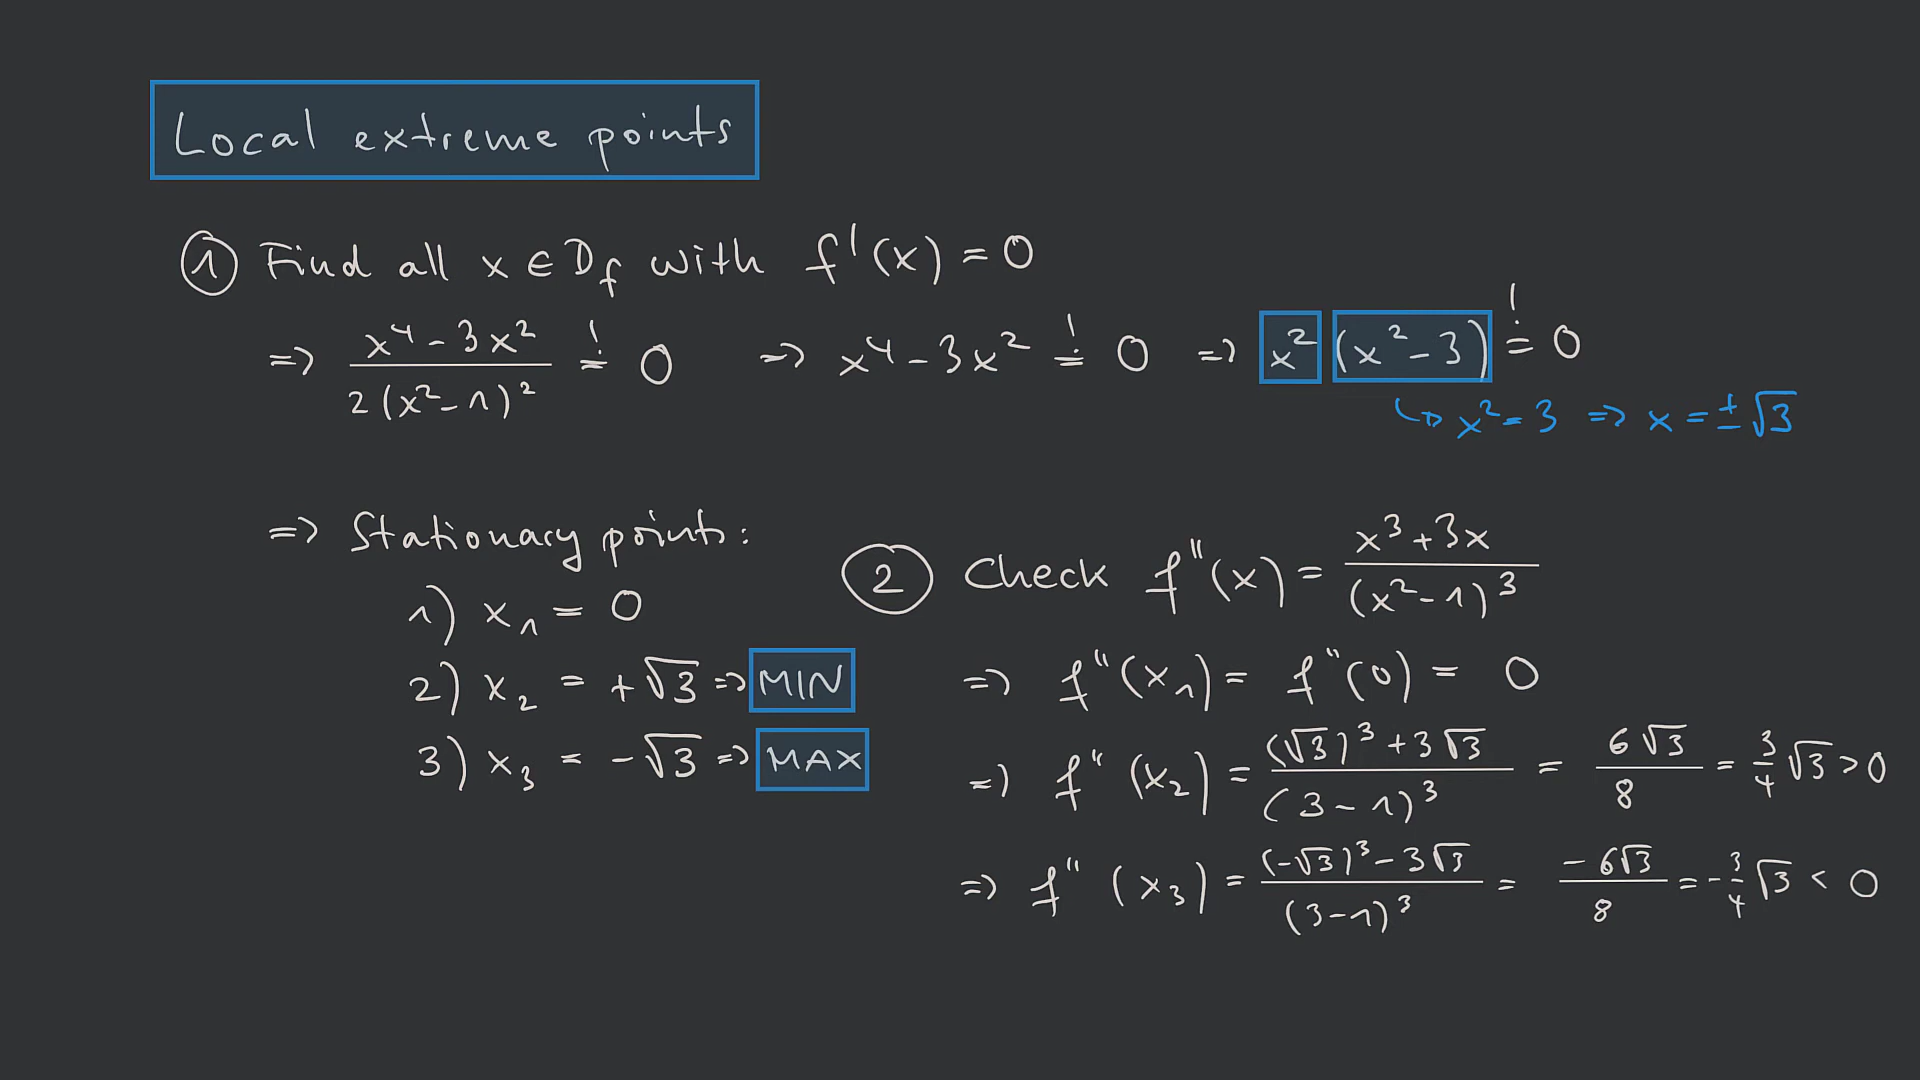 Local extreme points
① Find all x ∈ D_f with f'(x) = 0
=> (x⁴ - 3x²)/(2(x² - 1)²) =! 0 => x⁴ - 3x² =! 0 => x² (x² - 3) =! 0
↳ x² = 3 => x = ±√3
=> Stationary points:
1) x₁ = 0
2) x₂ = +√3 => MIN
3) x₃ = -√3 => MAX
② Check f''(x) = (x³ + 3x)/(x² - 1)³
=> f''(x₁) = f''(0) = 0
=> f''(x₂) = ((√3)³ + 3√3)/(3 - 1)³ = 6√3/8 = 3/4 √3 > 0
=> f''(x₃) = ((-√3)³ - 3√3)/(3 - 1)³ = -6√3/8 = -3/4 √3 < 0